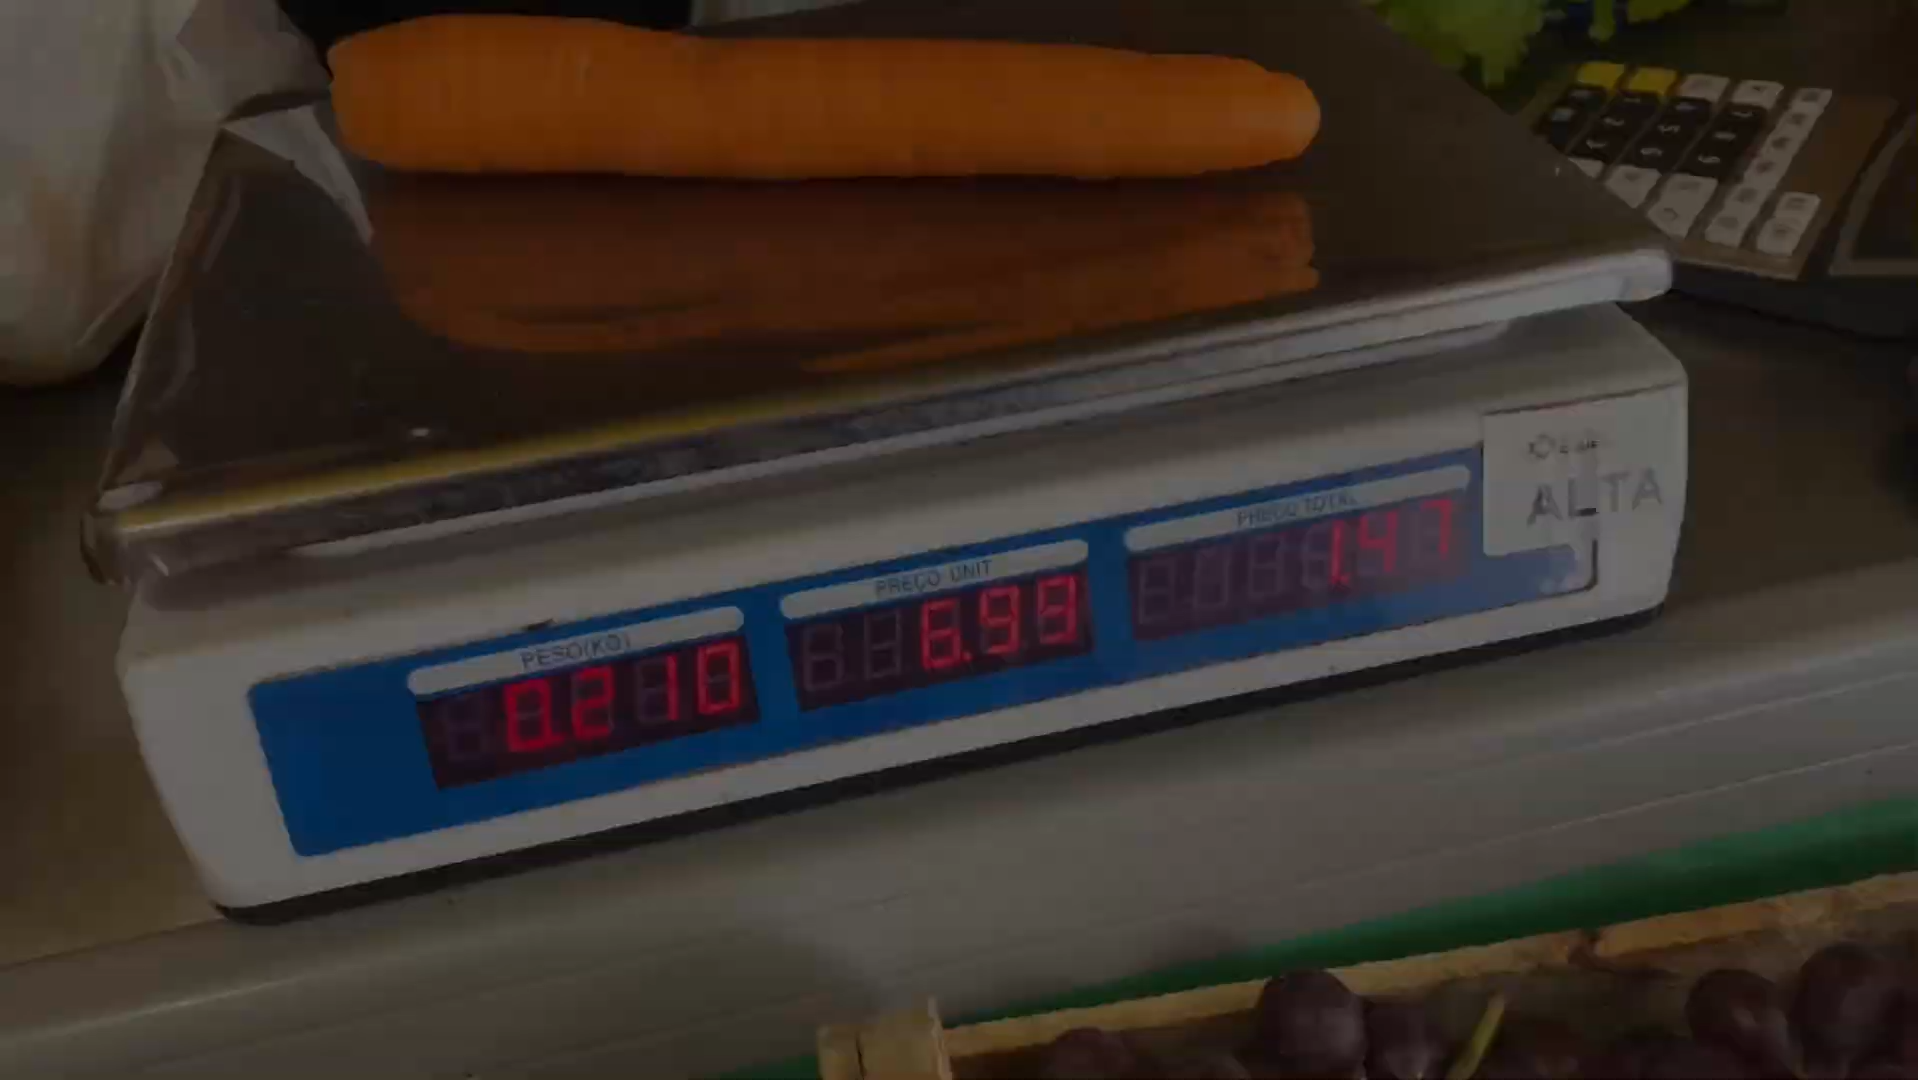 PESO(KG)
0.210
PREÇO UNIT
6.99
PREÇO TOTAL
1.47
ALTA